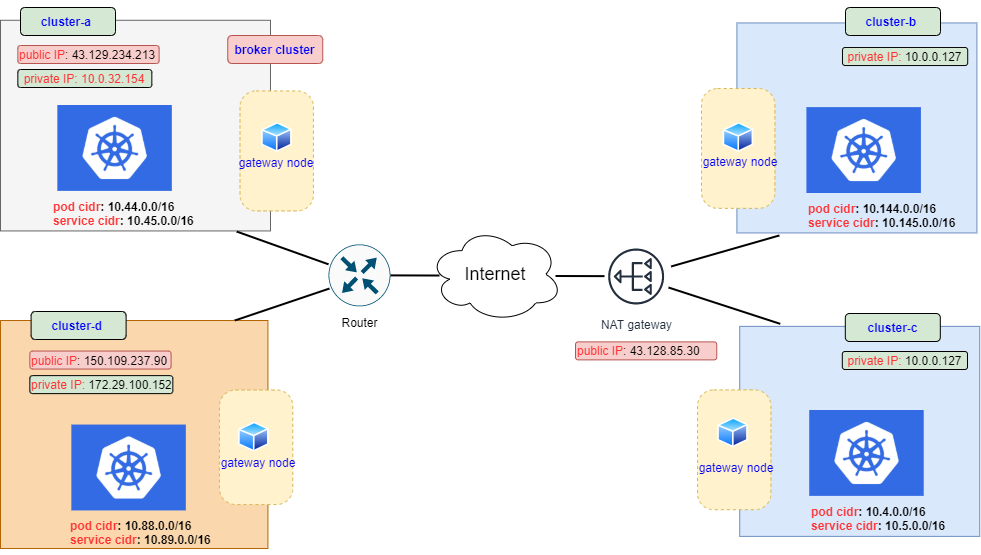 cluster-a
public IP: 43.129.234.213
private IP: 10.0.32.154
broker cluster
gateway node
pod cidr: 10.44.0.0/16
service cidr: 10.45.0.0/16
cluster-b
private IP: 10.0.0.127
gateway node
pod cidr: 10.144.0.0/16
service cidr: 10.145.0.0/16
Router
Internet
NAT gateway
public IP: 43.128.85.30
cluster-d
public IP: 150.109.237.90
private IP: 172.29.100.152
gateway node
pod cidr: 10.88.0.0/16
service cidr: 10.89.0.0/16
cluster-c
private IP: 10.0.0.127
gateway node
pod cidr: 10.4.0.0/16
service cidr: 10.5.0.0/16